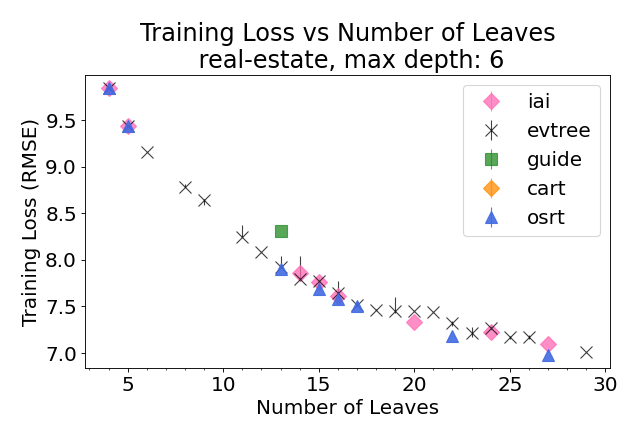 Training Loss vs Number of Leaves
real-estate, max depth: 6
Training Loss (RMSE)
9.5
9.0
8.5
8.0
7.5
7.0
iai
evtree
guide
cart
osrt
5 10 15 20 25 30
Number of Leaves